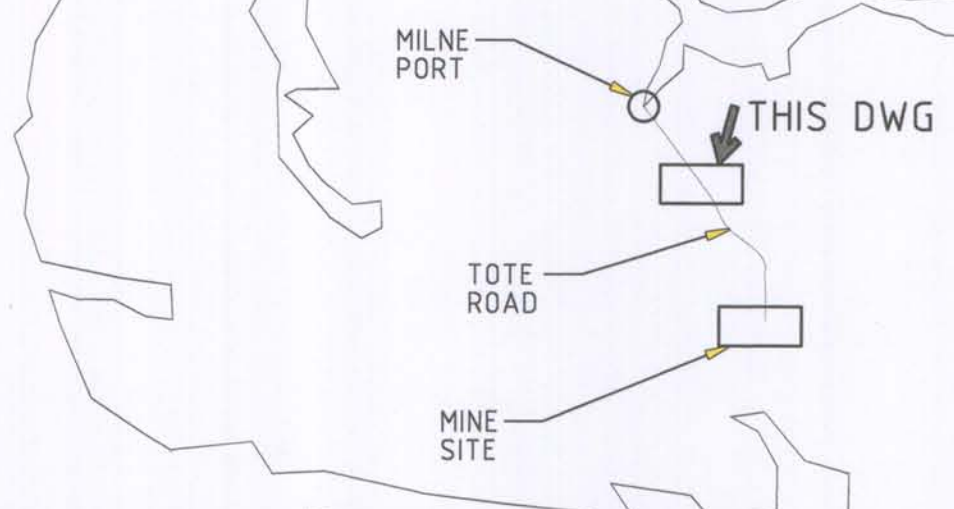 MILNE
PORT
THIS DWG
TOTE
ROAD
MINE
SITE